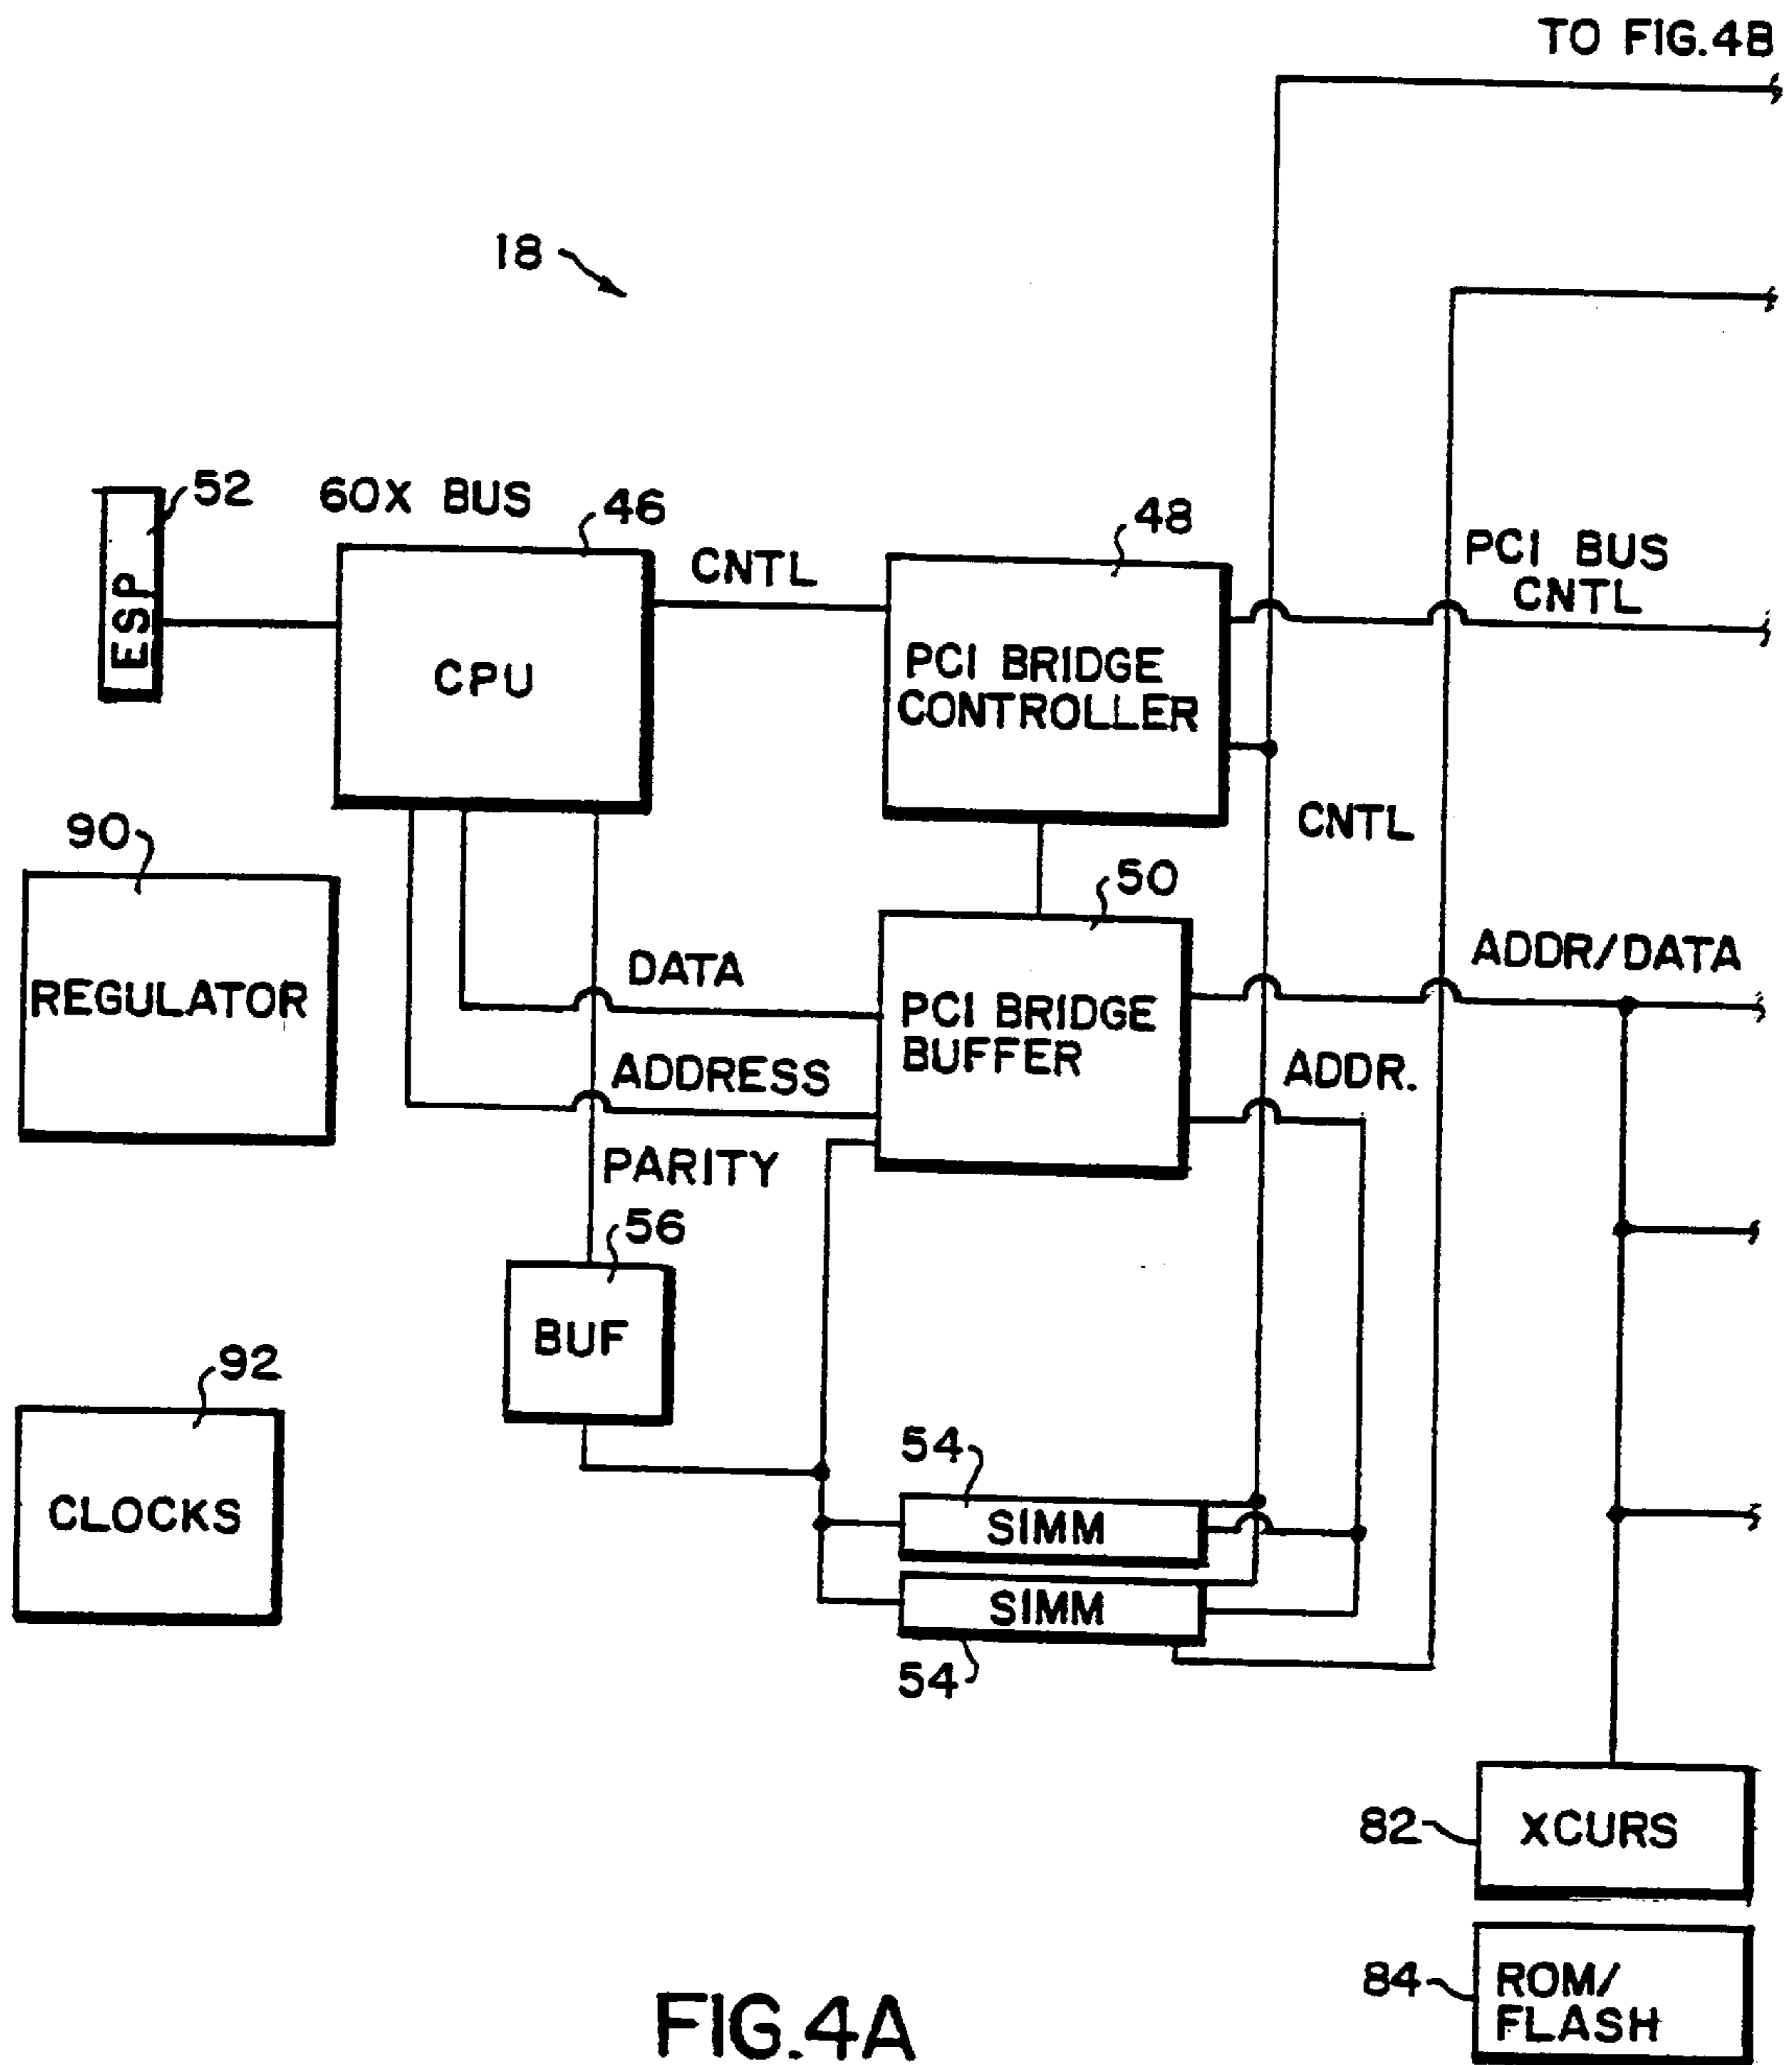 TO FIG.4B
18
52
60X BUS
46
CNTL
48
PCI BUS
CNTL
ESP
CPU
PCI BRIDGE
CONTROLLER
CNTL
90
50
REGULATOR
DATA
PCI BRIDGE
BUFFER
ADDR/DATA
ADDRESS
ADDR.
PARITY
56
BUF
92
CLOCKS
54
SIMM
SIMM
54
82
XCURS
84
ROM/
FLASH
FIG.4A